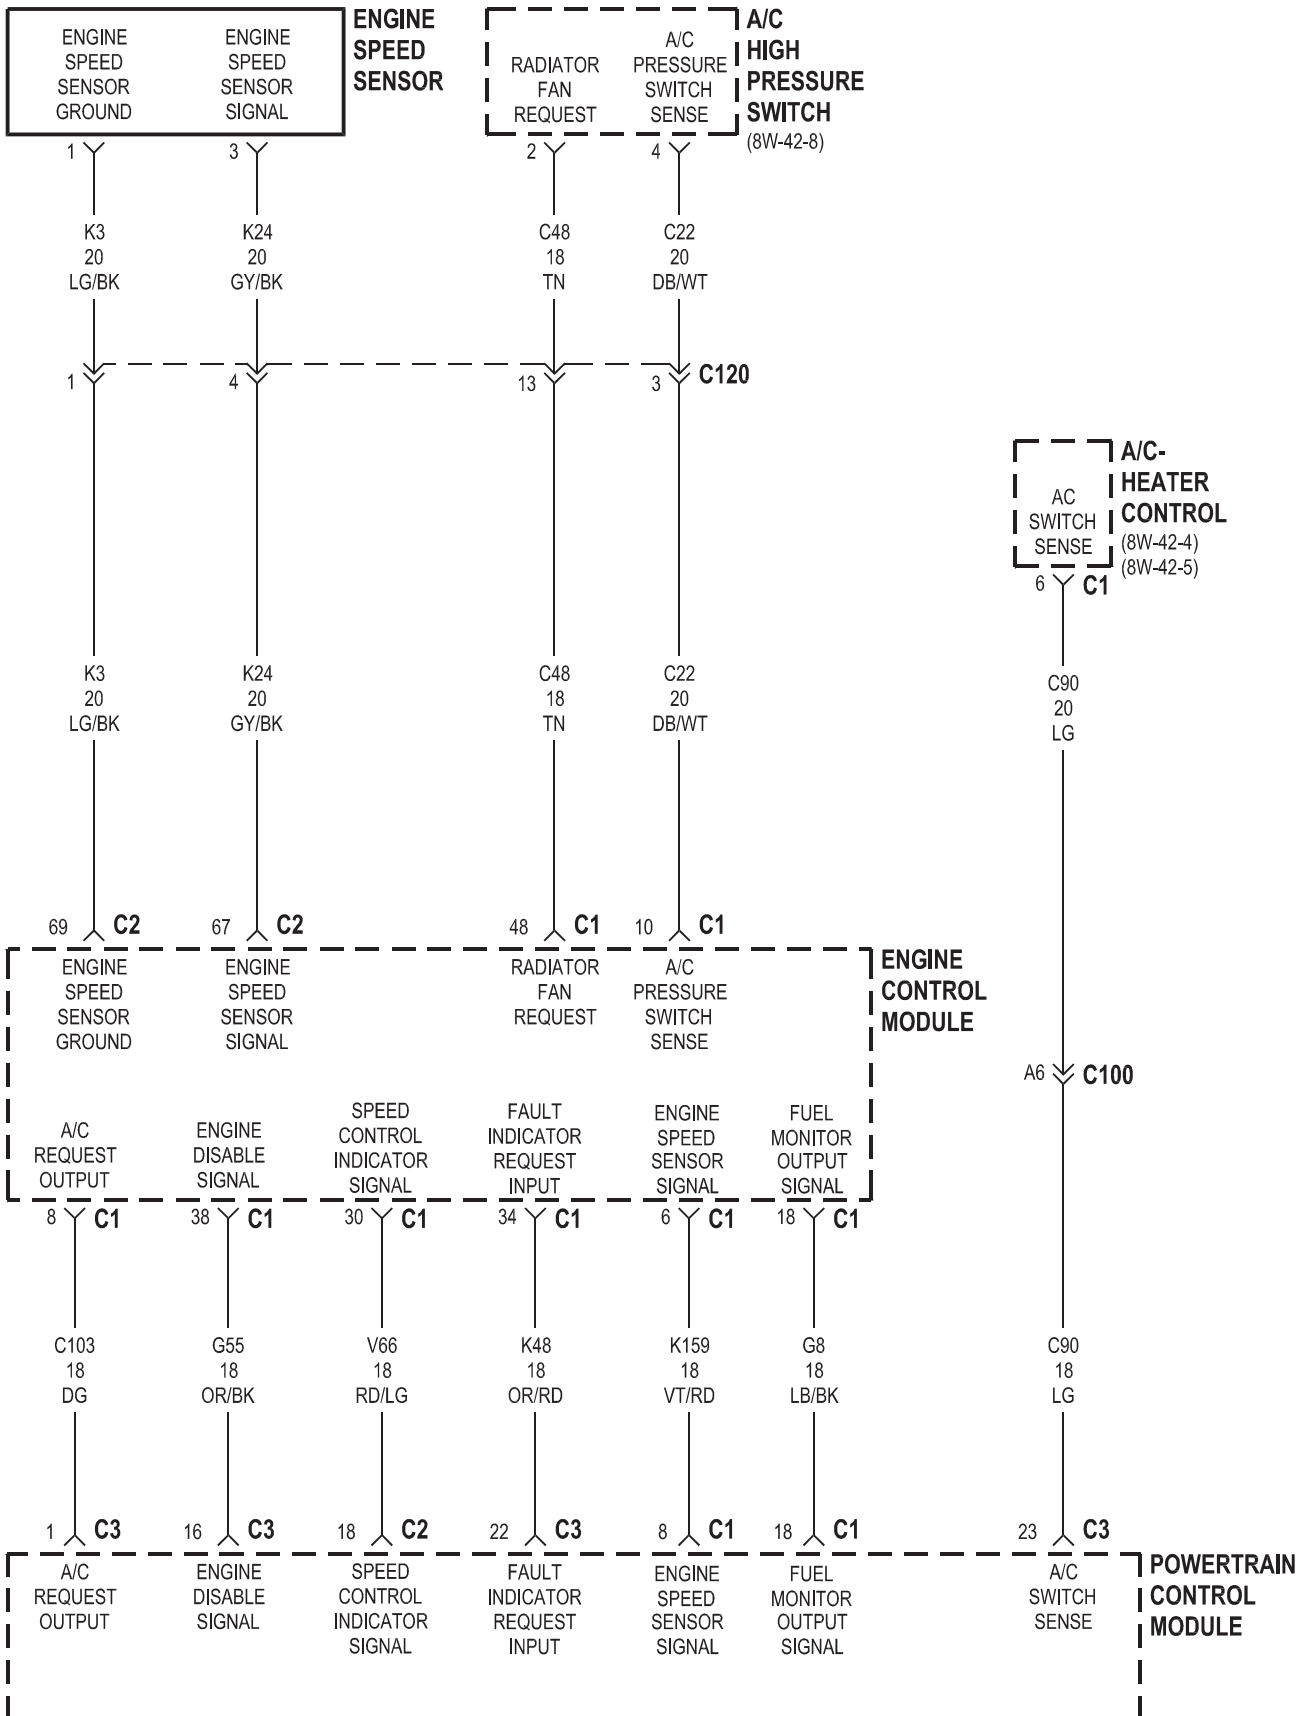 ENGINE
SPEED
SENSOR
GROUND
ENGINE
SPEED
SENSOR
SIGNAL
ENGINE
SPEED
SENSOR
RADIATOR
FAN
REQUEST
A/C
PRESSURE
SWITCH
SENSE
A/C
HIGH
PRESSURE
SWITCH
(8W-42-8)
1
3
2
4
K3
20
LG/BK
K24
20
GY/BK
C48
18
TN
C22
20
DB/WT
1
4
13
3
C120
AC
SWITCH
SENSE
A/C-
HEATER
CONTROL
(8W-42-4)
(8W-42-5)
6
C1
K3
20
LG/BK
K24
20
GY/BK
C48
18
TN
C22
20
DB/WT
C90
20
LG
69
C2
67
C2
48
C1
10
C1
ENGINE
SPEED
SENSOR
GROUND
ENGINE
SPEED
SENSOR
SIGNAL
RADIATOR
FAN
REQUEST
A/C
PRESSURE
SWITCH
SENSE
ENGINE
CONTROL
MODULE
A6
C100
A/C
REQUEST
OUTPUT
ENGINE
DISABLE
SIGNAL
SPEED
CONTROL
INDICATOR
SIGNAL
FAULT
INDICATOR
REQUEST
INPUT
ENGINE
SPEED
SENSOR
SIGNAL
FUEL
MONITOR
OUTPUT
SIGNAL
8
C1
38
C1
30
C1
34
C1
6
C1
18
C1
C103
18
DG
G55
18
OR/BK
V66
18
RD/LG
K48
18
OR/RD
K159
18
VT/RD
G8
18
LB/BK
C90
18
LG
1
C3
16
C3
18
C2
22
C3
8
C1
18
C1
23
C3
A/C
REQUEST
OUTPUT
ENGINE
DISABLE
SIGNAL
SPEED
CONTROL
INDICATOR
SIGNAL
FAULT
INDICATOR
REQUEST
INPUT
ENGINE
SPEED
SENSOR
SIGNAL
FUEL
MONITOR
OUTPUT
SIGNAL
A/C
SWITCH
SENSE
POWERTRAIN
CONTROL
MODULE